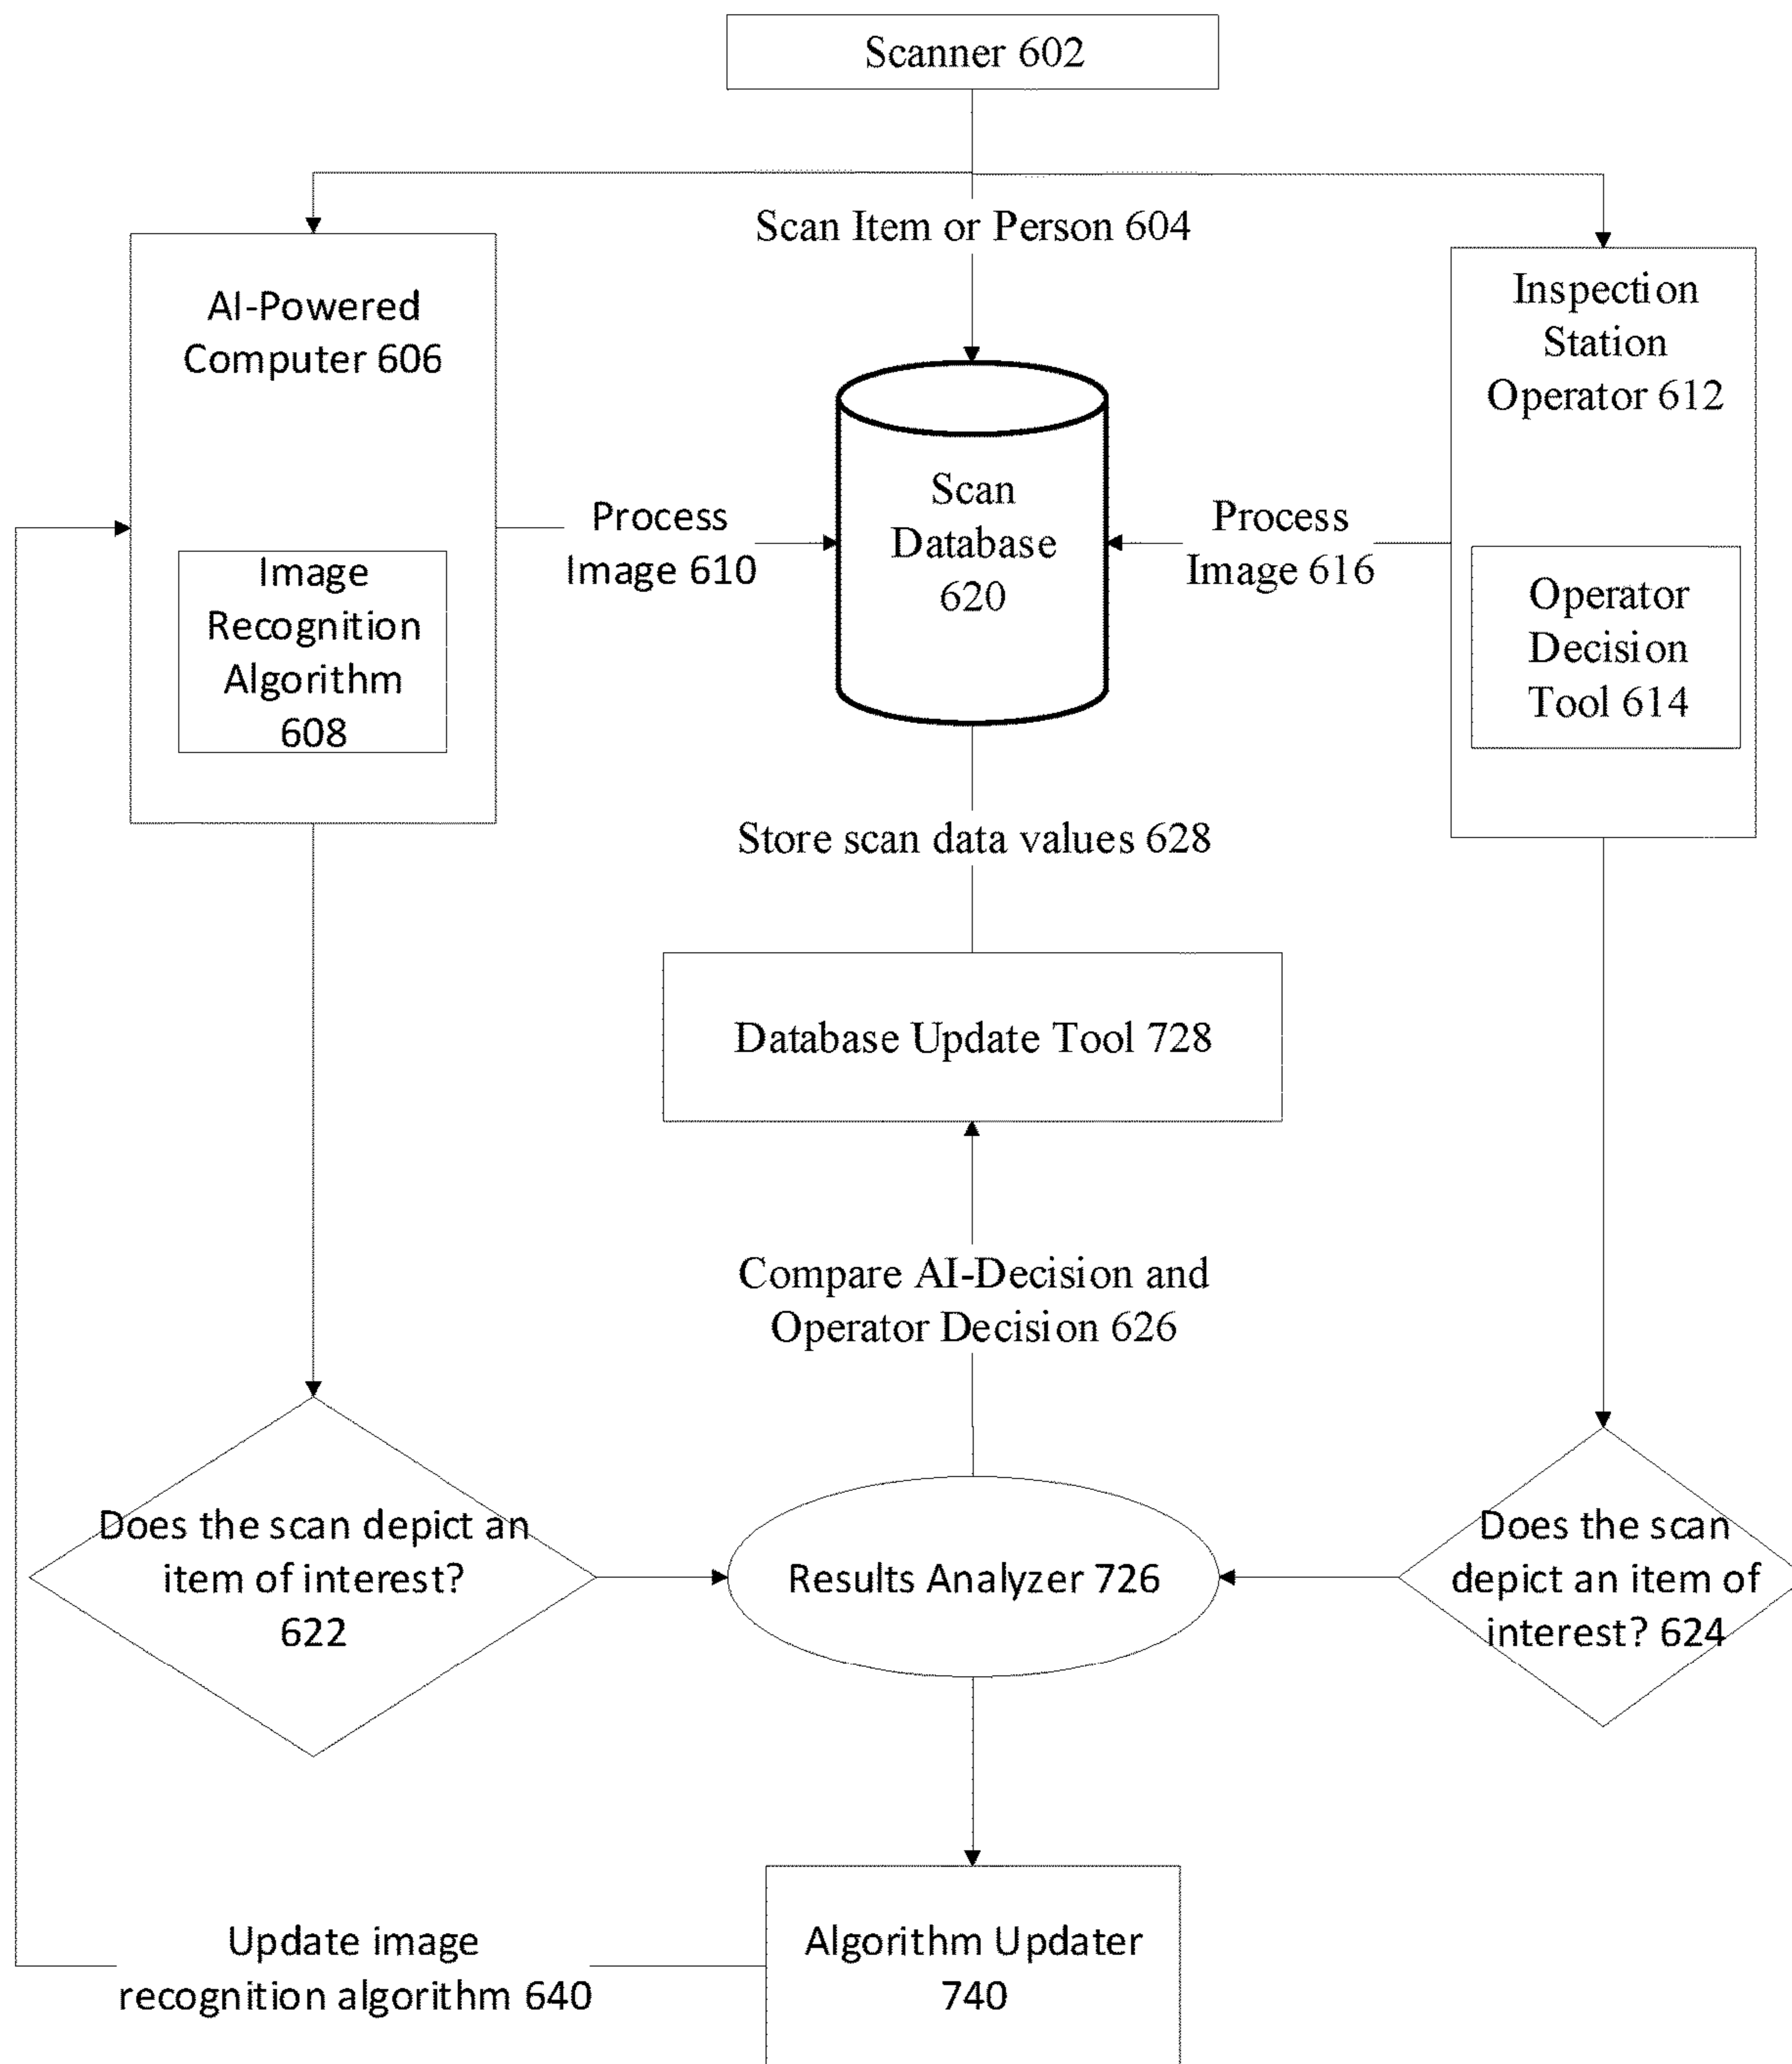 Scanner 602
Scan Item or Person 604
AI-Powered
Computer 606
Image
Recognition
Algorithm
608
Process
Image 610
Scan
Database
620
Process
Image 616
Inspection
Station
Operator 612
Operator
Decision
Tool 614
Store scan data values 628
Database Update Tool 728
Compare AI-Decision and
Operator Decision 626
Does the scan depict an
item of interest?
622
Results Analyzer 726
Does the scan
depict an item of
interest? 624
Update image
recognition algorithm 640
Algorithm Updater
740